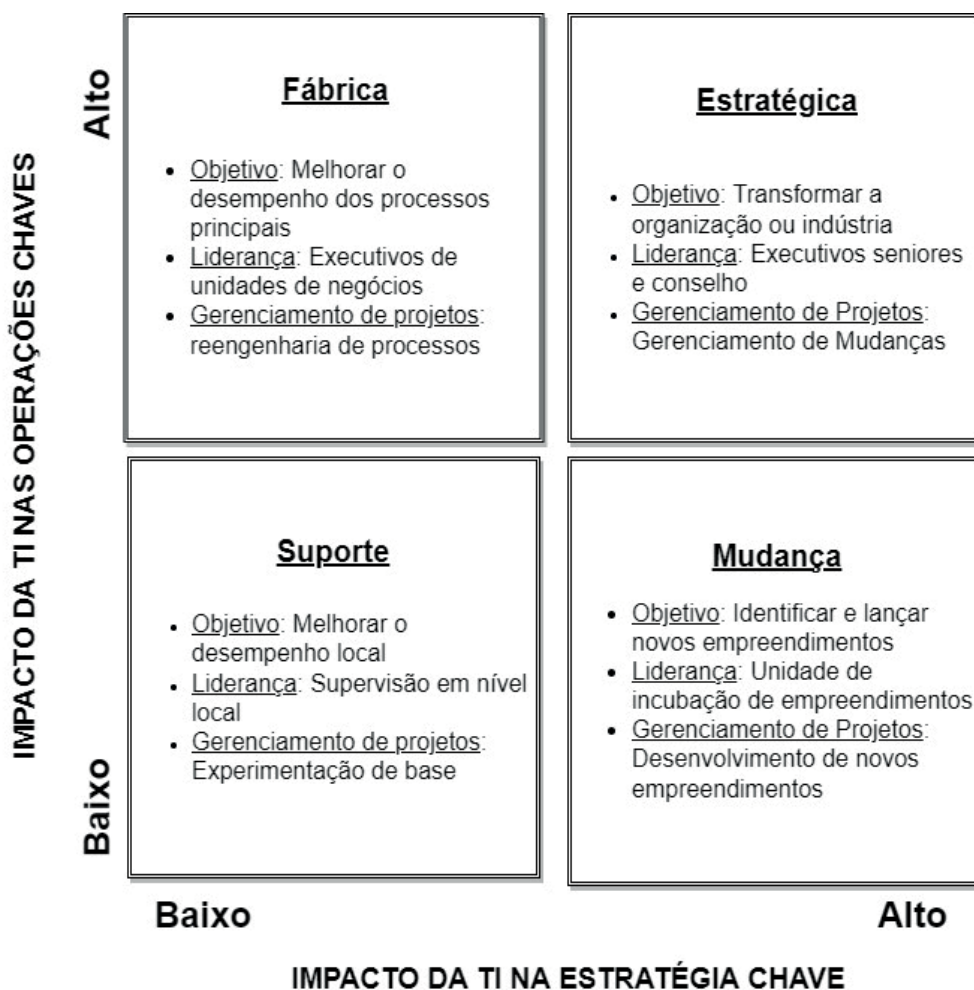 IMPACTO DA TI NAS OPERAÇÕES CHAVES
Alto
Baixo
Fábrica
Objetivo: Melhorar o
desempenho dos processos
principais
Liderança: Executivos de
unidades de negócios
Gerenciamento de projetos:
reengenharia de processos
Estratégica
Objetivo: Transformar a
organização ou indústria
Liderança: Executivos seniores
e conselho
Gerenciamento de Projetos:
Gerenciamento de Mudanças
Suporte
Objetivo: Melhorar o
desempenho local
Liderança: Supervisão em nível
local
Gerenciamento de projetos:
Experimentação de base
Mudança
Objetivo: Identificar e lançar
novos empreendimentos
Liderança: Unidade de
incubação de empreendimentos
Gerenciamento de Projetos:
Desenvolvimento de novos
empreendimentos
Baixo
Alto
IMPACTO DA TI NA ESTRATÉGIA CHAVE